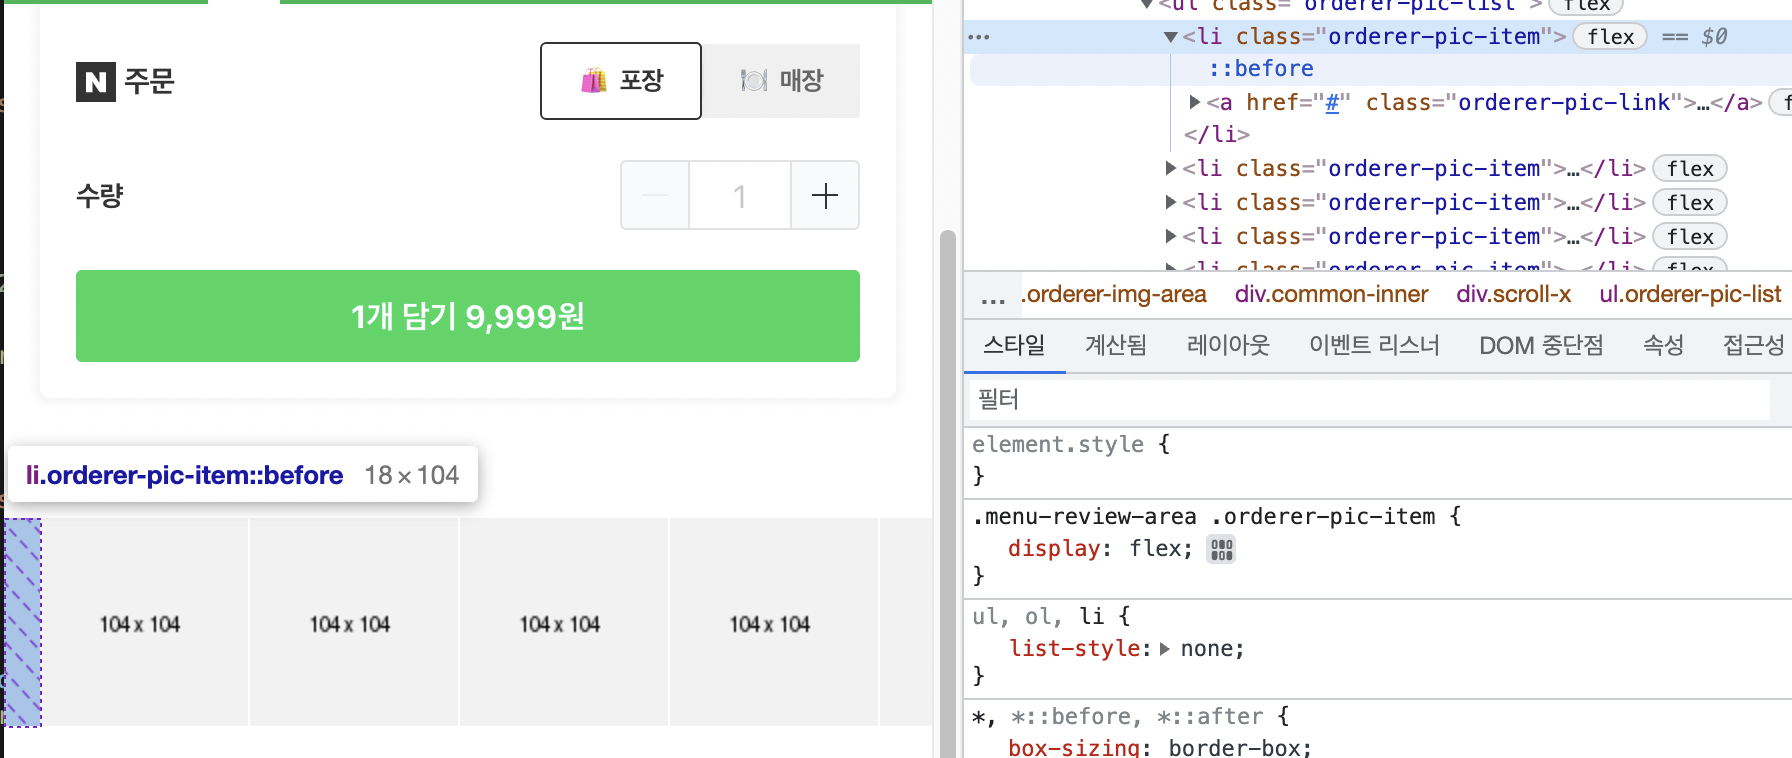 N 주문
포장
매장
수량
1
1개 담기 9,999원
li.orderer-pic-item::before 18×104
104 x 104
104 x 104
104 x 104
104 x 104
▼<ul class="orderer-pic-list"> flex
… ▼<li class="orderer-pic-item"> flex == $0
::before
▶<a href="#" class="orderer-pic-link">…</a>
</li>
▶<li class="orderer-pic-item">…</li> flex
▶<li class="orderer-pic-item">…</li> flex
▶<li class="orderer-pic-item">…</li> flex
▶<li class="orderer-pic-item">…</li> flex
… .orderer-img-area div.common-inner div.scroll-x ul.orderer-pic-list
스타일 계산됨 레이아웃 이벤트 리스너 DOM 중단점 속성 접근성
필터
element.style {
}
.menu-review-area .orderer-pic-item {
display: flex;
}
ul, ol, li {
list-style: ▶ none;
}
*, *::before, *::after {
box-sizing: border-box;